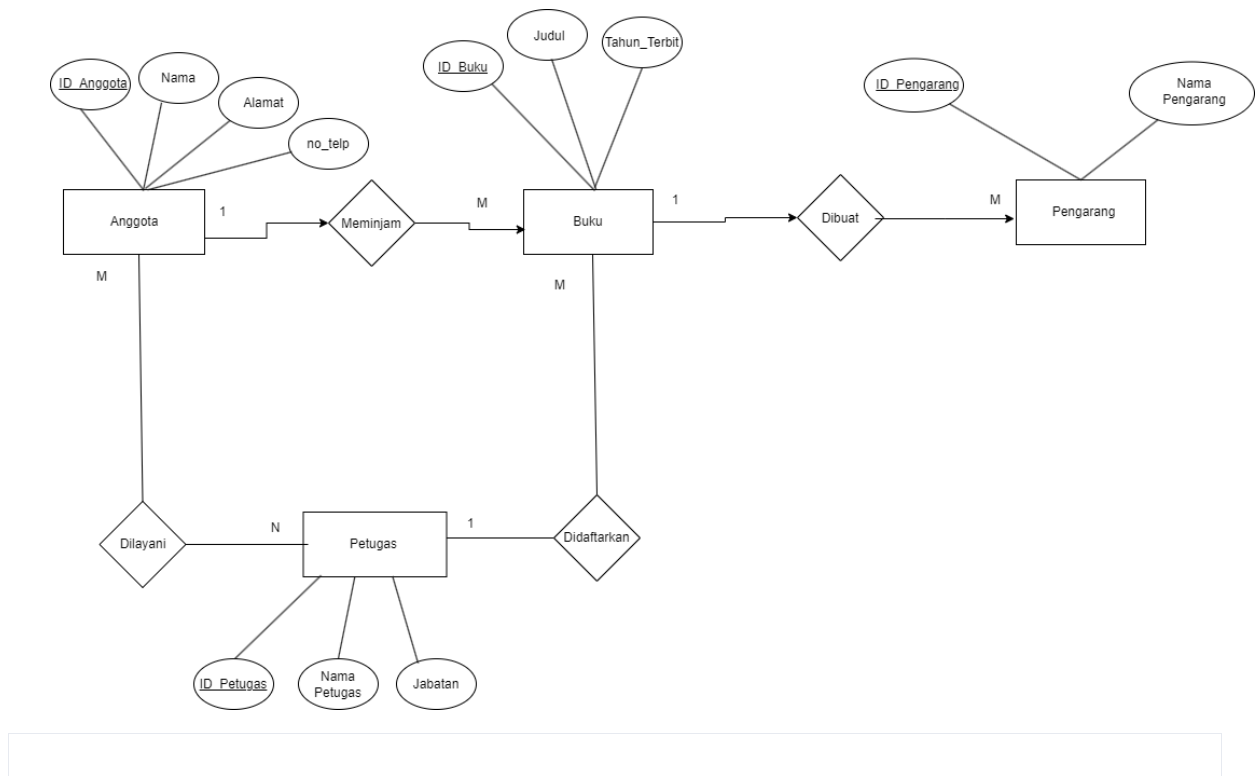 Judul
Tahun_Terbit
ID_Buku
ID_Anggota
Nama
Alamat
no_telp
ID_Pengarang
Nama
Pengarang
Anggota
1
Meminjam
M
Buku
1
Dibuat
M
Pengarang
M
M
Dilayani
N
Petugas
1
Didaftarkan
ID_Petugas
Nama
Petugas
Jabatan